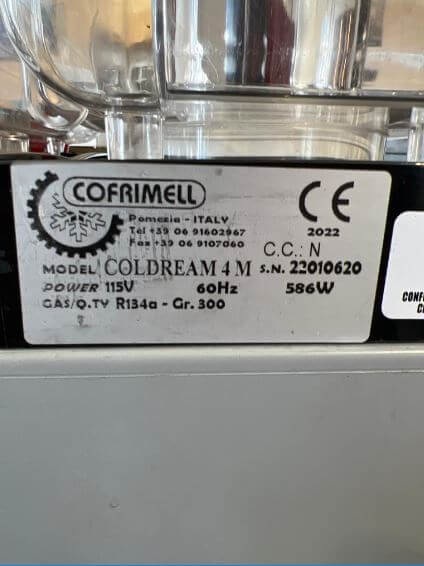 COFRIMELL
Pomezia - ITALY
Tel +39 06 91602967
Fax +39 06 9107060
CE
2022
C.C.: N
MODEL COLDREAM 4 M S.N. 22010620
POWER 115V 60Hz 586W
GAS/Q.TY R134a - Gr. 300